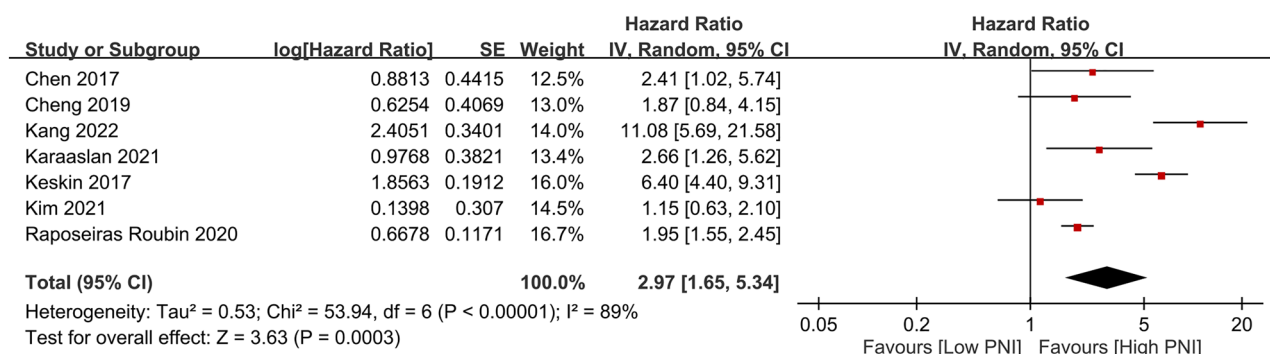 Hazard Ratio Hazard Ratio
Study or Subgroup log[Hazard Ratio] SE Weight IV, Random, 95% CI IV, Random, 95% CI
Chen 2017 0.8813 0.4415 12.5% 2.41 [1.02, 5.74]
Cheng 2019 0.6254 0.4069 13.0% 1.87 [0.84, 4.15]
Kang 2022 2.4051 0.3401 14.0% 11.08 [5.69, 21.58]
Karaaslan 2021 0.9768 0.3821 13.4% 2.66 [1.26, 5.62]
Keskin 2017 1.8563 0.1912 16.0% 6.40 [4.40, 9.31]
Kim 2021 0.1398 0.307 14.5% 1.15 [0.63, 2.10]
Raposeiras Roubin 2020 0.6678 0.1171 16.7% 1.95 [1.55, 2.45]
Total (95% CI) 100.0% 2.97 [1.65, 5.34]
Heterogeneity: Tau² = 0.53; Chi² = 53.94, df = 6 (P < 0.00001); I² = 89%
Test for overall effect: Z = 3.63 (P = 0.0003)
0.05 0.2 1 5 20
Favours [Low PNI] Favours [High PNI]